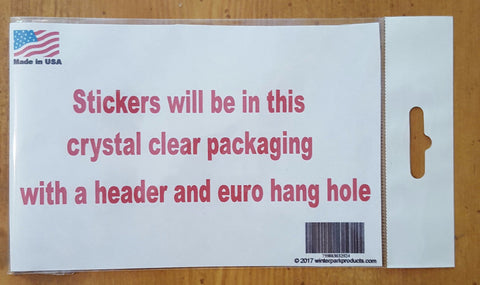 Made in USA
Stickers will be in this
crystal clear packaging
with a header and euro hang hole
© 2017 winterparkproducts.com